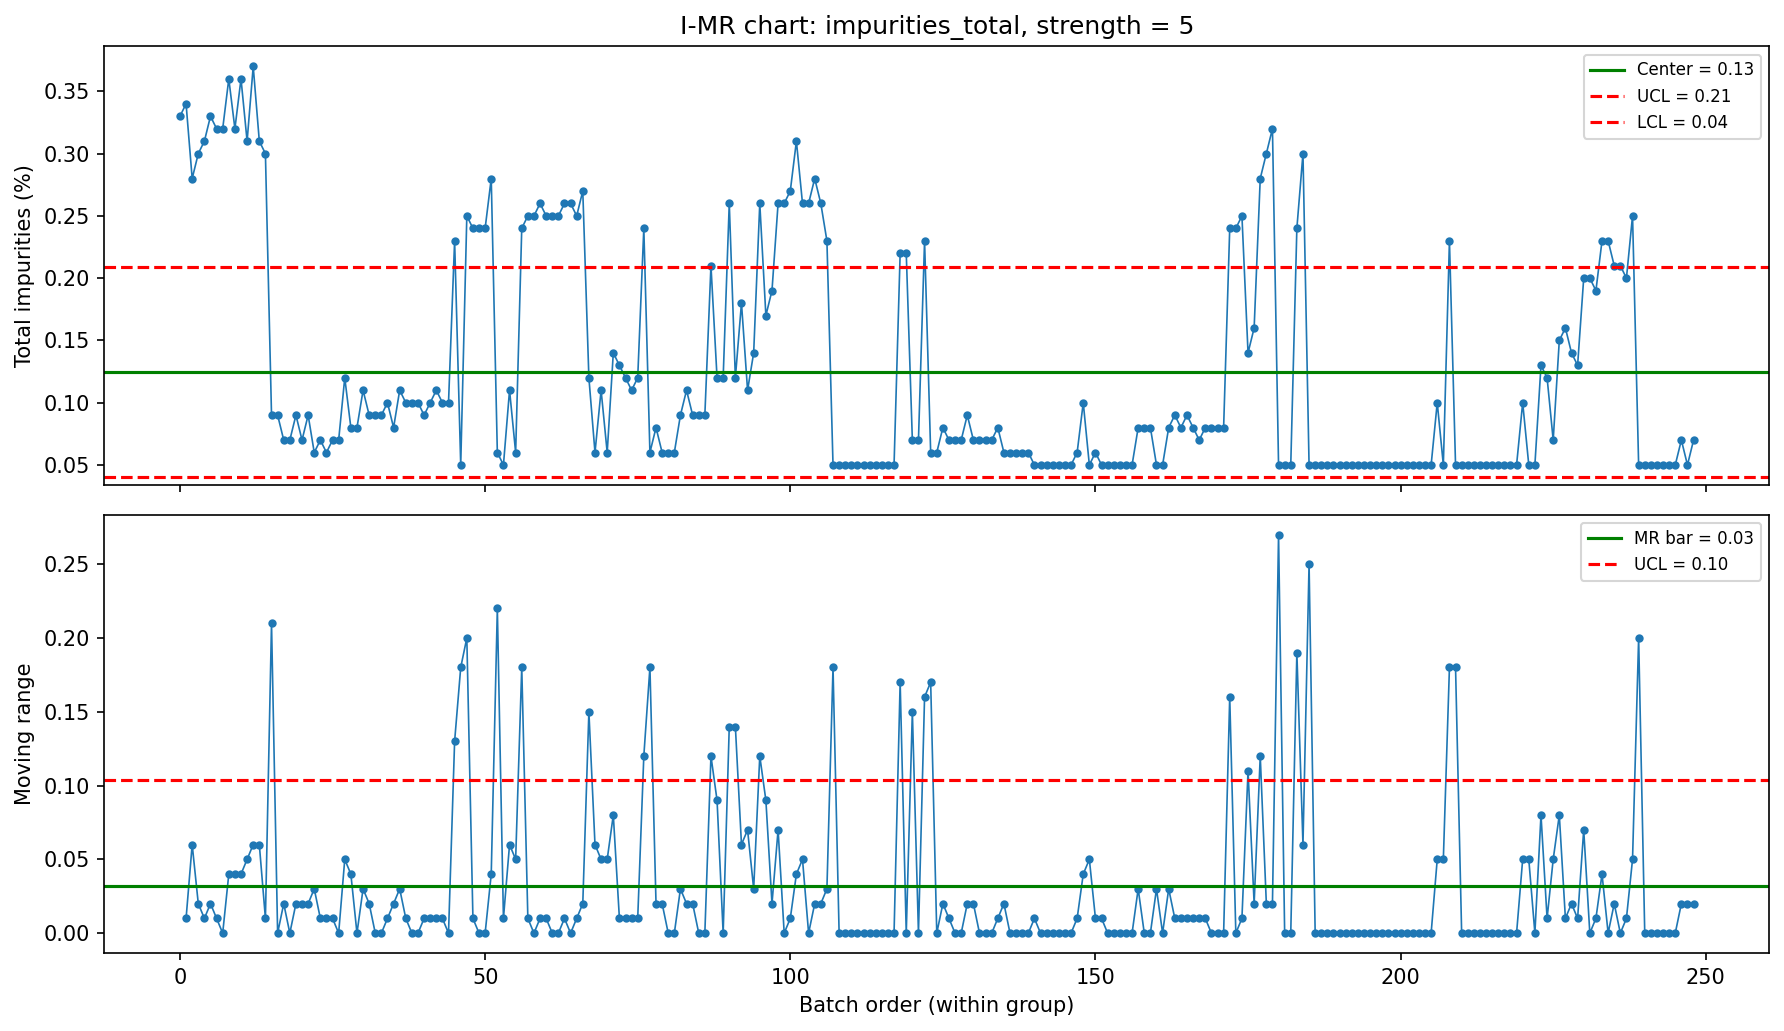 I-MR chart: impurities_total, strength = 5
Total impurities (%)
0.35
0.30
0.25
0.20
0.15
0.10
0.05
Center = 0.13
UCL = 0.21
LCL = 0.04
Moving range
0.25
0.20
0.15
0.10
0.05
0.00
MR bar = 0.03
UCL = 0.10
0 50 100 150 200 250
Batch order (within group)